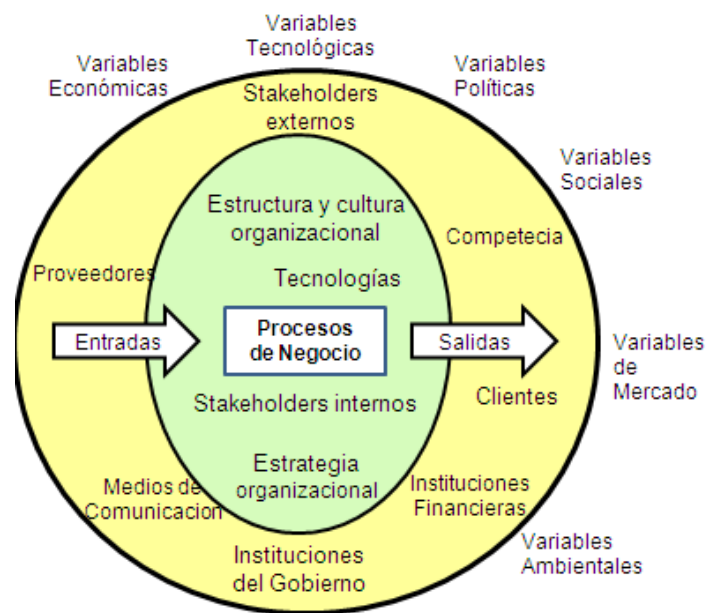 Variables
Tecnológicas
Variables
Económicas
Variables
Políticas
Stakeholders
externos
Variables
Sociales
Estructura y cultura
organizacional
Competecia
Proveedores
Tecnologías
Entradas
Procesos
de Negocio
Salidas
Variables
de
Mercado
Clientes
Stakeholders internos
Estrategia
organizacional
Medios de
Comunicacion
Instituciones
Financieras
Variables
Ambientales
Instituciones
del Gobierno